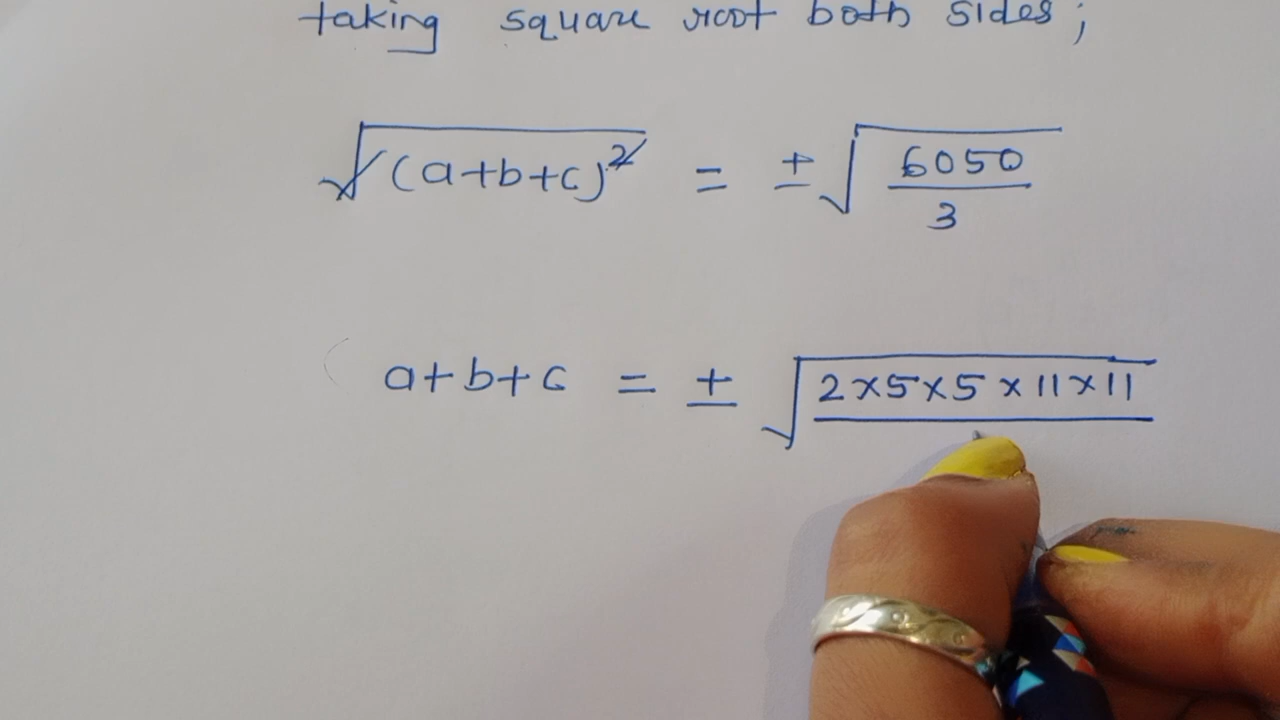 taking square root both sides;
√(a+b+c)² = ±√6050/3
a+b+c = ±√2×5×5×11×11